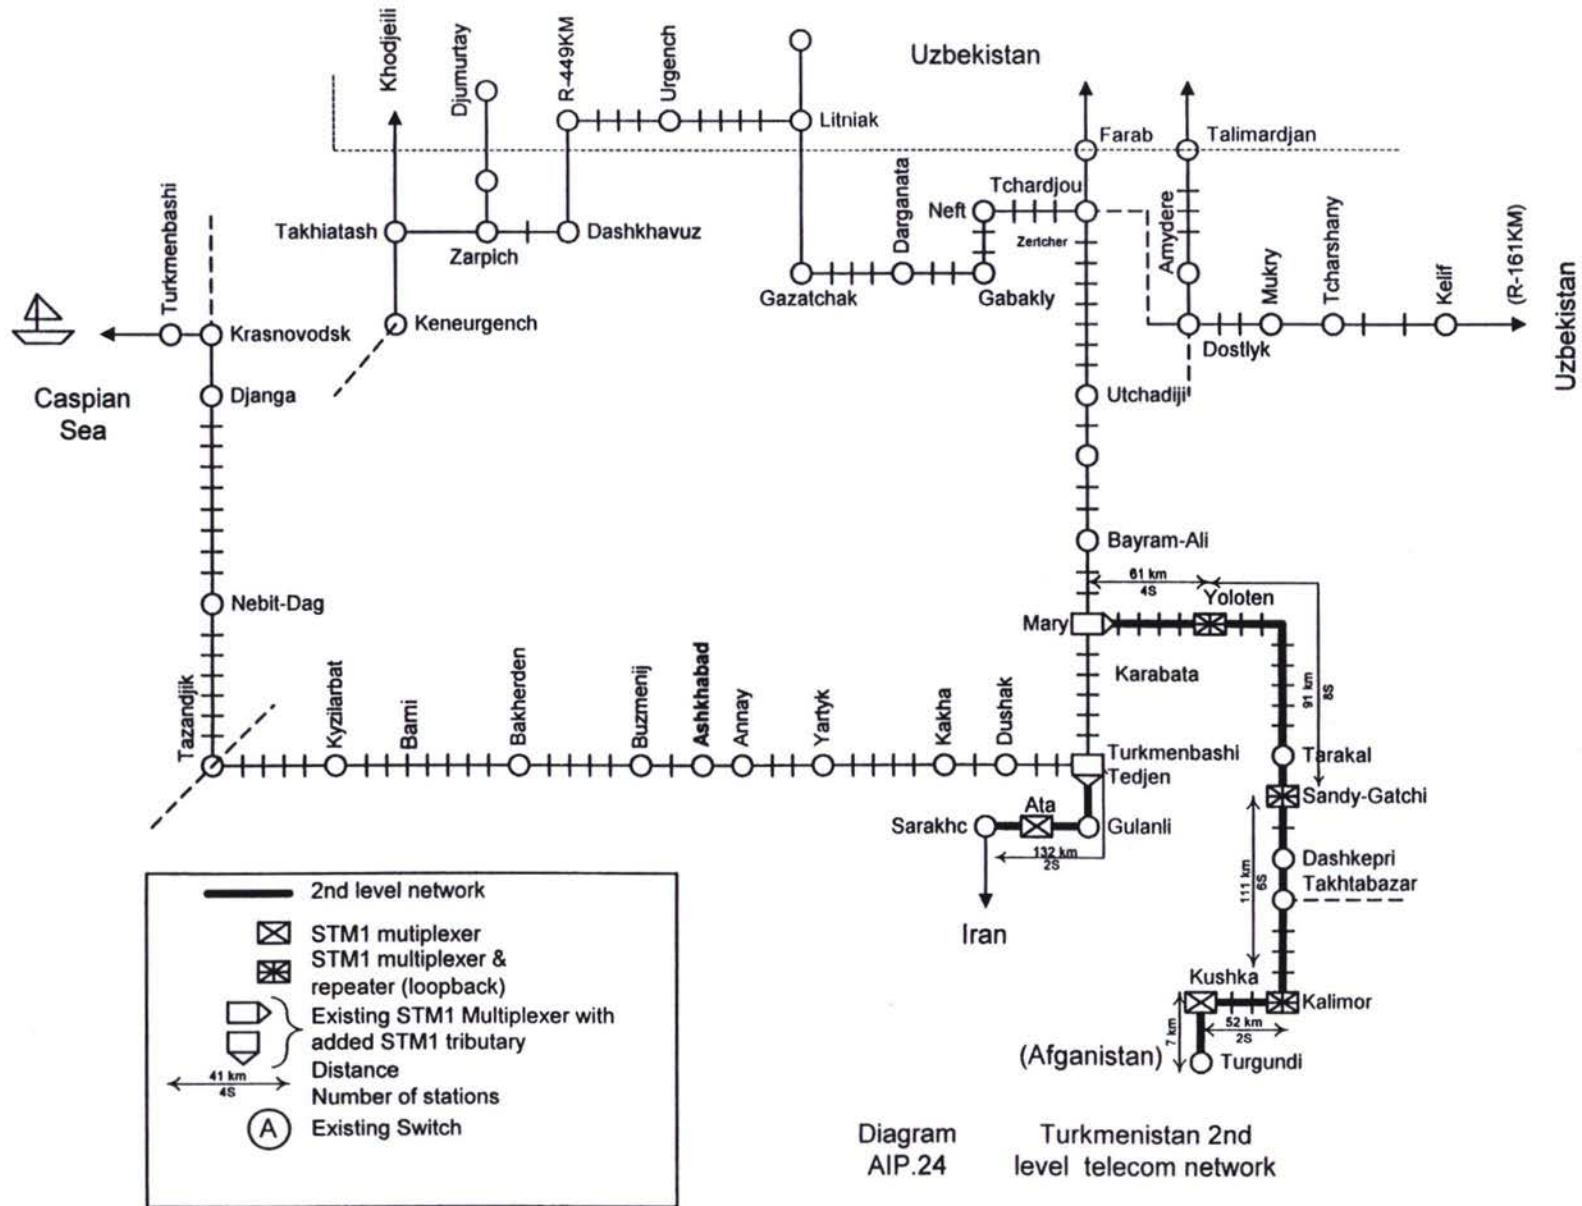 Uzbekistan
Khodjeili
Djumurtay
R-449KM
Urgench
Litniak
Farab
Talimardjan
Takhiatash
Zarpich
Dashkhavuz
Darganata
Neft
Tchardjou
Zertcher
Amydere
Mukry
Tcharshany
Kelif
(R-161KM)
Uzbekistan
Turkmenbashi
Krasnovodsk
Keneurgench
Gazatchak
Gabakly
Dostlyk
Caspian
Sea
Djanga
Utchadiji
Bayram-Ali
61 km
4S
Yoloten
Nebit-Dag
Mary
Karabata
91 km
8S
Tazandjik
Kyzilarbat
Bami
Bakherden
Buzmenij
Ashkhabad
Annay
Yartyk
Kakha
Dushak
Turkmenbashi
Tedjen
Tarakal
Sandy-Gatchi
Sarakhc
Ata
Gulanli
132 km
2S
Iran
111 km
6S
Dashkepri
Takhtabazar
Kushka
Kalimor
52 km
2S
7 km
(Afganistan)
Turgundi
2nd level network
STM1 mutiplexer
STM1 multiplexer &
repeater (loopback)
Existing STM1 Multiplexer with
added STM1 tributary
41 km
4S
Distance
Number of stations
A
Existing Switch
Diagram
AIP.24
Turkmenistan 2nd
level telecom network